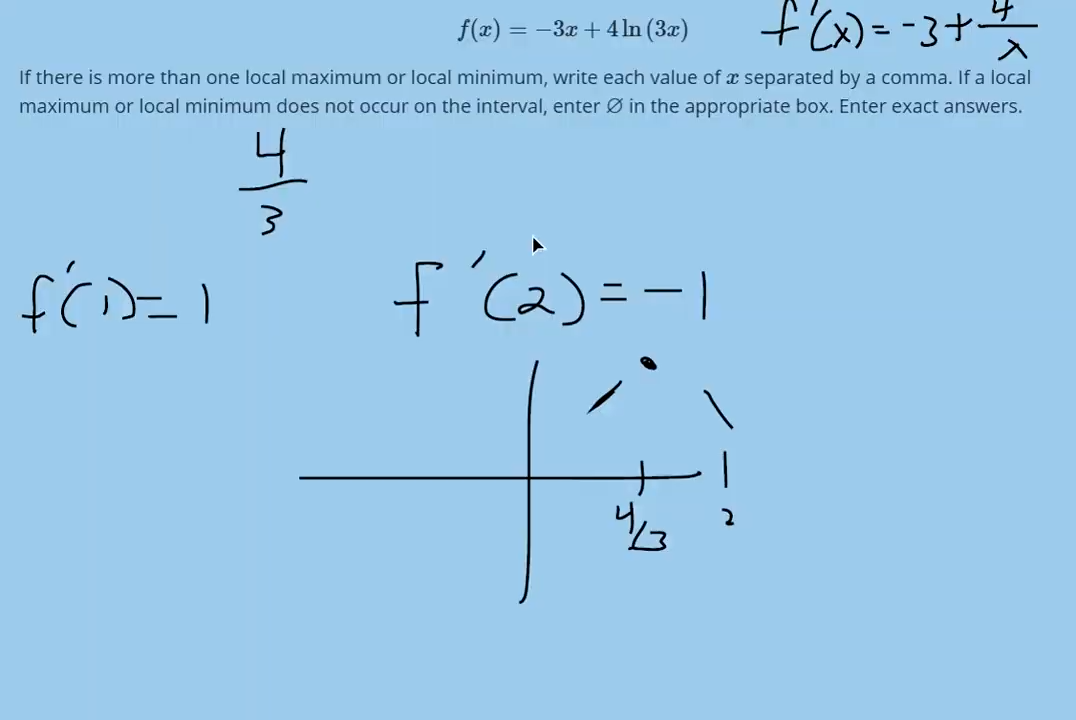 f(x) = −3x + 4 ln (3x)
f'(x) = -3 + 4/x
If there is more than one local maximum or local minimum, write each value of x separated by a comma. If a local
maximum or local minimum does not occur on the interval, enter ∅ in the appropriate box. Enter exact answers.
4/3
f'(1) = 1
f'(2) = -1
4/3
2